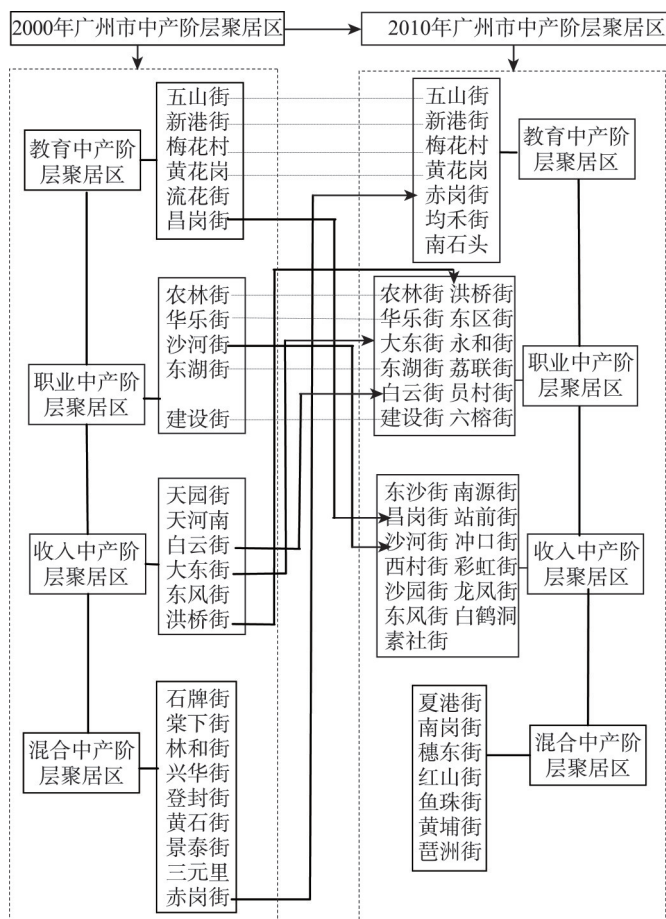 2000年广州市中产阶层聚居区
2010年广州市中产阶层聚居区
教育中产阶
层聚居区
五山街
新港街
梅花村
黄花岗
流花街
昌岗街
职业中产阶
层聚居区
农林街
华乐街
沙河街
东湖街
建设街
收入中产阶
层聚居区
天园街
天河南
白云街
大东街
东风街
洪桥街
混合中产阶
层聚居区
石牌街
棠下街
林和街
兴华街
登封街
黄石街
景泰街
三元里
赤岗街
五山街
新港街
梅花村
黄花岗
赤岗街
均禾街
南石头
教育中产阶
层聚居区
农林街 洪桥街
华乐街 东区街
大东街 永和街
东湖街 荔联街
白云街 员村街
建设街 六榕街
职业中产阶
层聚居区
东沙街 南源街
昌岗街 站前街
沙河街 冲口街
西村街 彩虹街
沙园街 龙凤街
东风街 白鹤洞
素社街
收入中产阶
层聚居区
夏港街
南岗街
穗东街
红山街
鱼珠街
黄埔街
琶洲街
混合中产阶
层聚居区